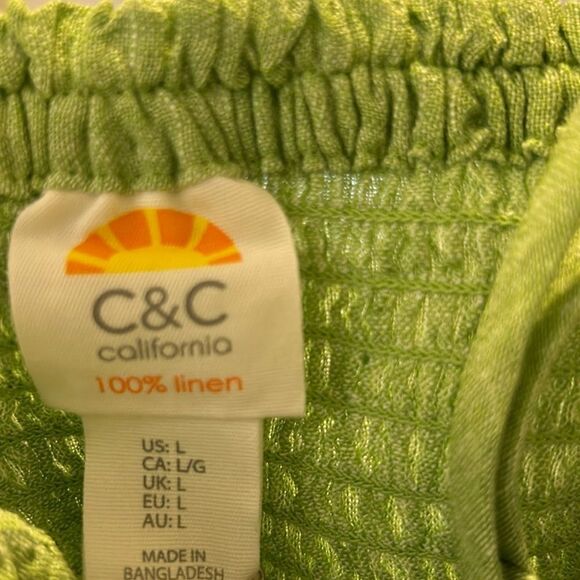 C&C
california
100% linen
US: L
CA: L/G
UK: L
EU: L
AU: L
MADE IN
BANGLADESH